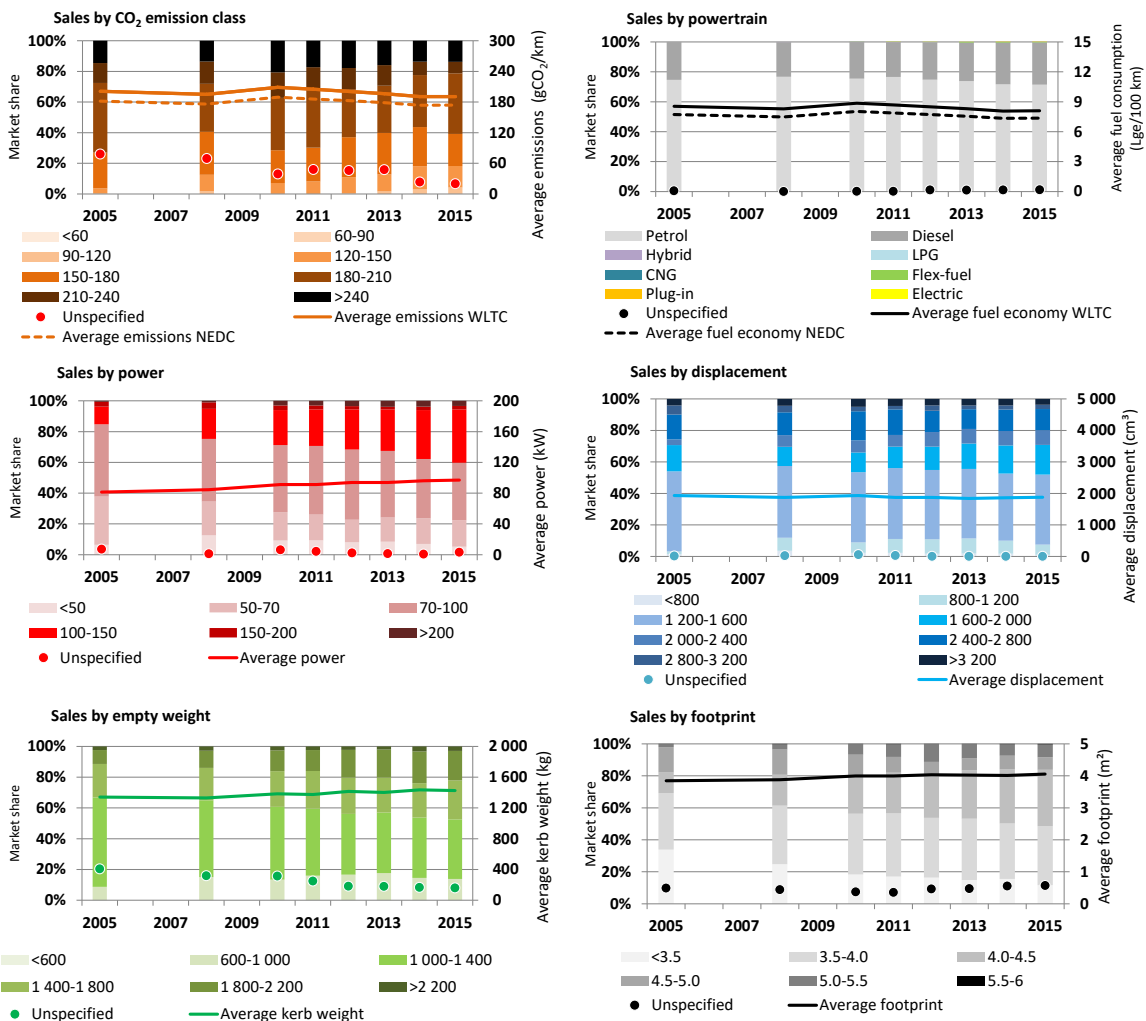 Sales by CO₂ emission class
100%
80%
60%
40%
20%
0%
Market share
300
240
180
120
60
0
Average emissions (gCO₂/km)
2005 2007 2009 2011 2013 2015
<60 60-90
90-120 120-150
150-180 180-210
210-240 >240
Unspecified Average emissions WLTC
Average emissions NEDC
Sales by powertrain
100%
80%
60%
40%
20%
0%
Market share
15
12
9
6
3
0
Average fuel consumption
(Lge/100 km)
2005 2007 2009 2011 2013 2015
Petrol Diesel
Hybrid LPG
CNG Flex-fuel
Plug-in Electric
Unspecified Average fuel economy WLTC
Average fuel economy NEDC
Sales by power
100%
80%
60%
40%
20%
0%
Market share
200
160
120
80
40
0
Average power (kW)
2005 2007 2009 2011 2013 2015
<50 50-70 70-100
100-150 150-200 >200
Unspecified Average power
Sales by displacement
100%
80%
60%
40%
20%
0%
Market share
5 000
4 000
3 000
2 000
1 000
0
Average displacement (cm³)
2005 2007 2009 2011 2013 2015
<800 800-1 200
1 200-1 600 1 600-2 000
2 000-2 400 2 400-2 800
2 800-3 200 >3 200
Unspecified Average displacement
Sales by empty weight
100%
80%
60%
40%
20%
0%
Market share
2 000
1 600
1 200
800
400
0
Average kerb weight (kg)
2005 2007 2009 2011 2013 2015
<600 600-1 000 1 000-1 400
1 400-1 800 1 800-2 200 >2 200
Unspecified Average kerb weight
Sales by footprint
100%
80%
60%
40%
20%
0%
Market share
5
4
3
2
1
0
Average footprint (m²)
2005 2007 2009 2011 2013 2015
<3.5 3.5-4.0 4.0-4.5
4.5-5.0 5.0-5.5 5.5-6
Unspecified Average footprint